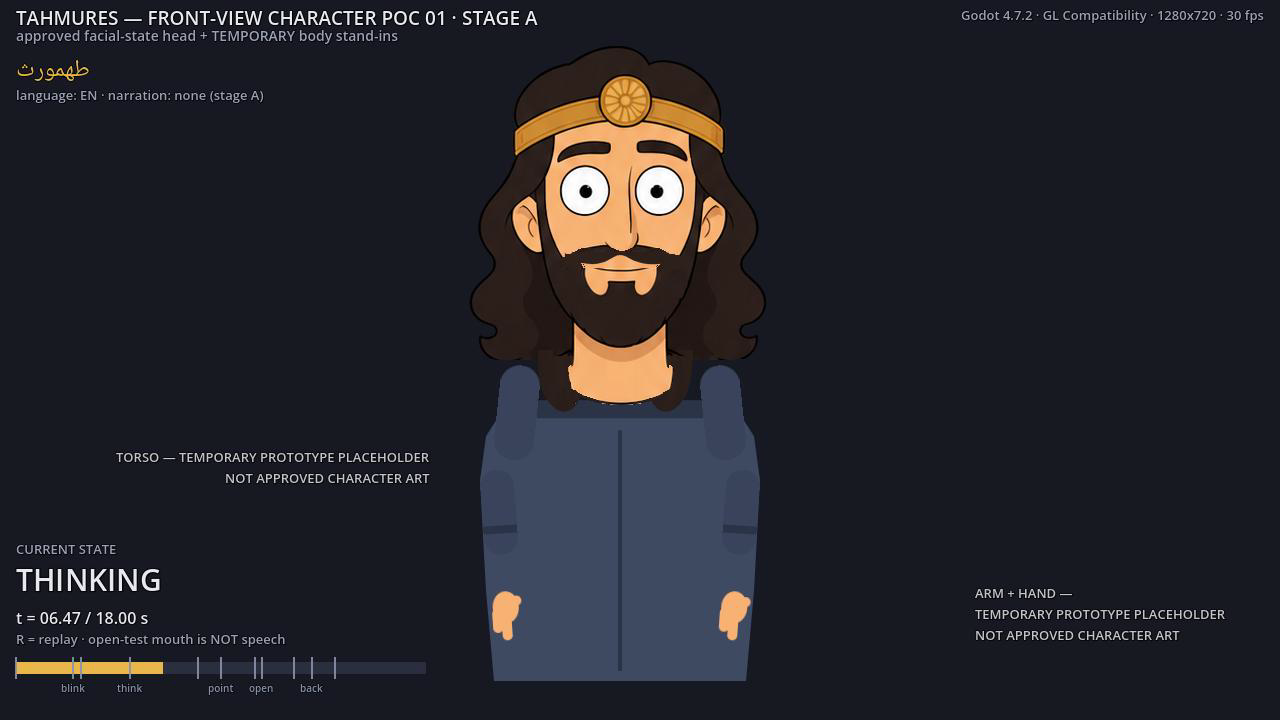 TAHMURES — FRONT-VIEW CHARACTER POC 01 · STAGE A
approved facial-state head + TEMPORARY body stand-ins
Godot 4.7.2 · GL Compatibility · 1280x720 · 30 fps
طهمورث
language: EN · narration: none (stage A)
TORSO — TEMPORARY PROTOTYPE PLACEHOLDER
NOT APPROVED CHARACTER ART
CURRENT STATE
THINKING
t = 06.47 / 18.00 s
R = replay · open-test mouth is NOT speech
blink think point open back
ARM + HAND —
TEMPORARY PROTOTYPE PLACEHOLDER
NOT APPROVED CHARACTER ART